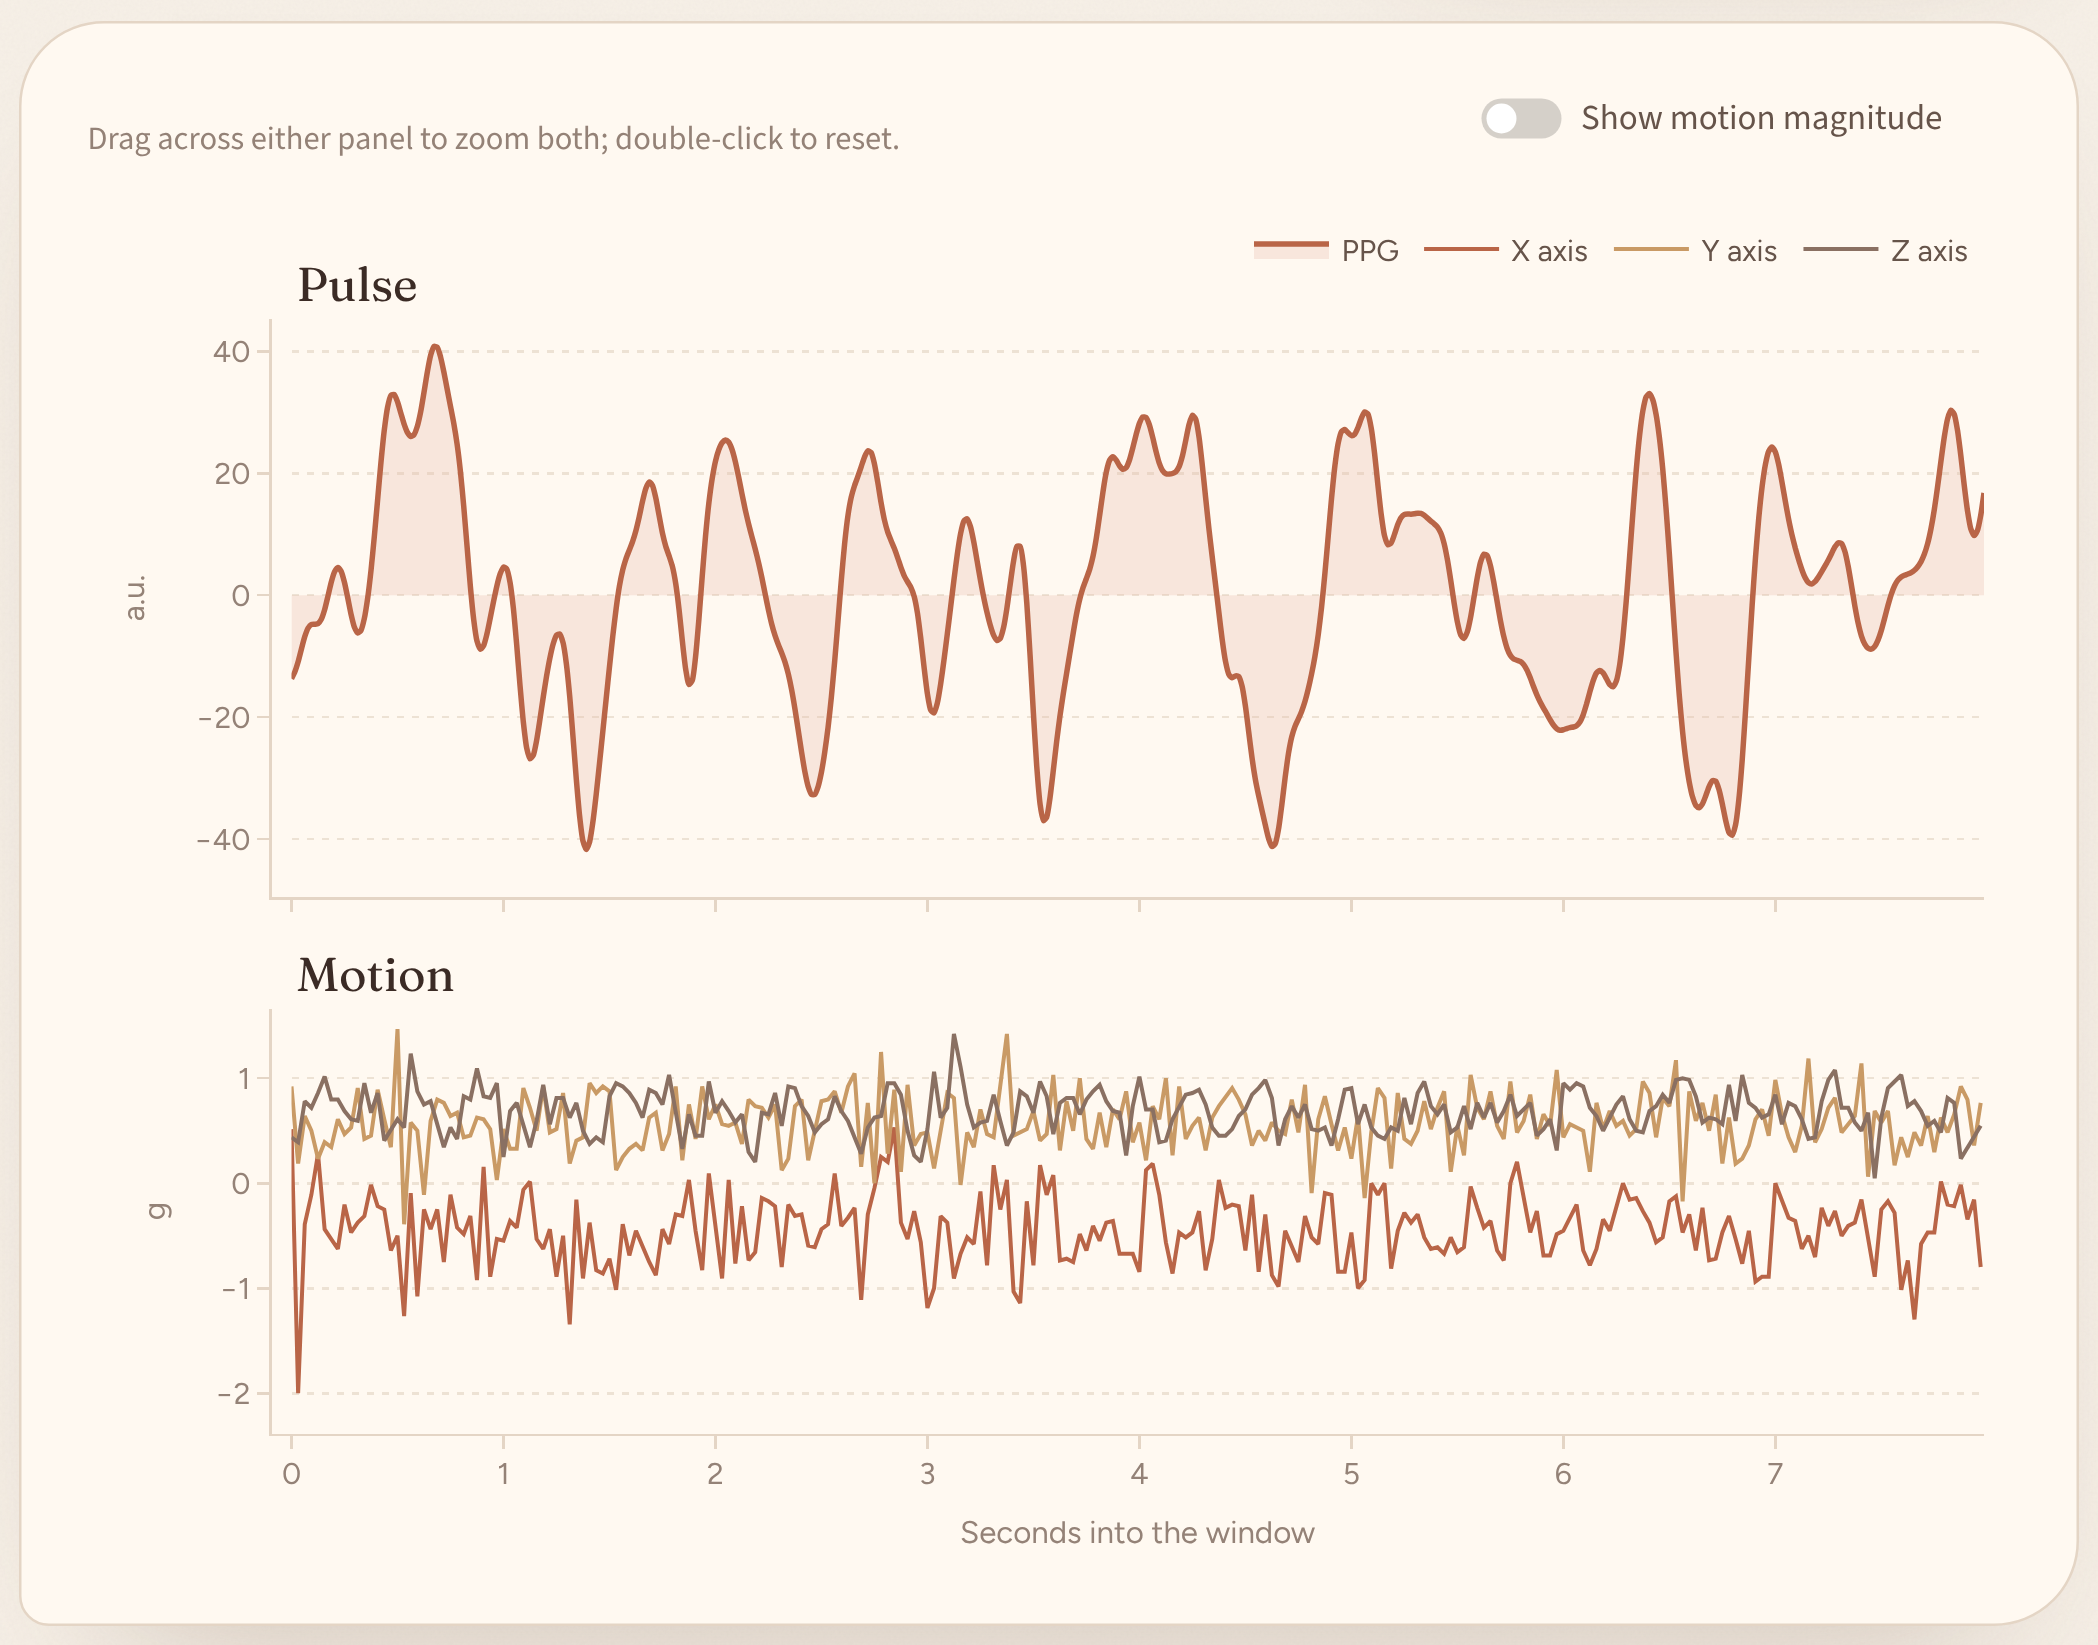 Drag across either panel to zoom both; double-click to reset.
Show motion magnitude
PPG X axis Y axis Z axis
Pulse
40
20
0
-20
-40
a.u.
Motion
1
0
-1
-2
g
0 1 2 3 4 5 6 7
Seconds into the window